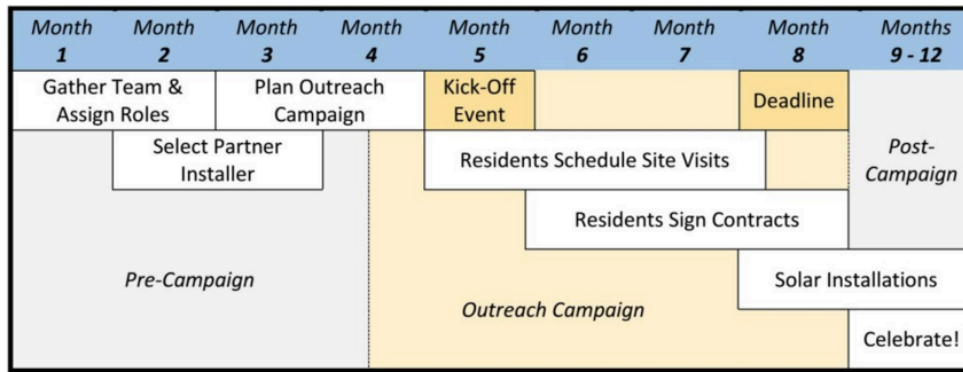 Month Month Month Month Month Month Month Month Months
1 2 3 4 5 6 7 8 9 - 12
Gather Team &
Assign Roles
Plan Outreach
Campaign
Kick-Off
Event
Deadline
Select Partner
Installer
Residents Schedule Site Visits
Post-
Campaign
Residents Sign Contracts
Pre-Campaign
Solar Installations
Outreach Campaign
Celebrate!